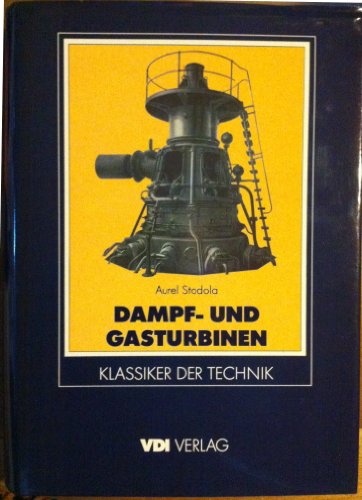 Aurel Stodola
DAMPF- UND
GASTURBINEN
KLASSIKER DER TECHNIK
VDI VERLAG